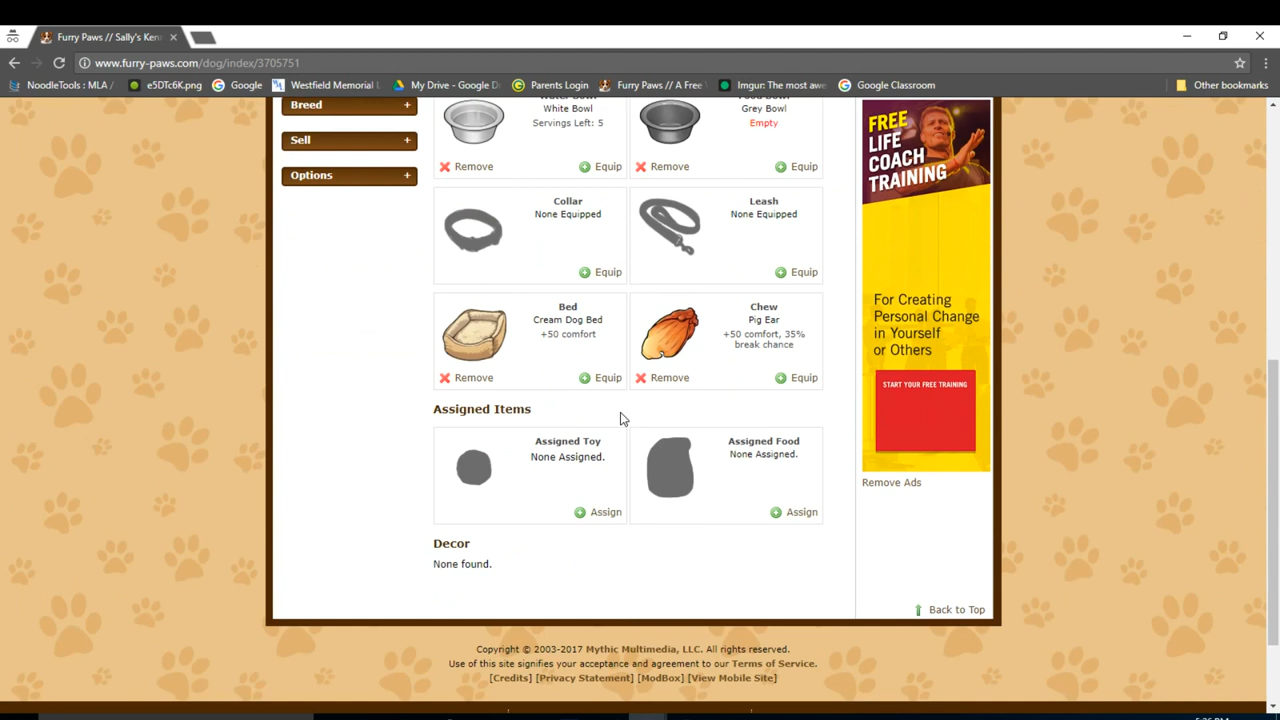 Furry Paws // Sally's Ken
www.furry-paws.com/dog/index/3705751
NoodleTools : MLA /
e5DTc6K.png
Google
Westfield Memorial L
My Drive - Google Do
Parents Login
Furry Paws // A Free
Imgur: The most awe
Google Classroom
Other bookmarks
Breed +
Sell +
Options +
White Bowl
Servings Left: 5
Remove
Equip
Grey Bowl
Empty
Remove
Equip
Collar
None Equipped
Equip
Leash
None Equipped
Equip
Bed
Cream Dog Bed
+50 comfort
Remove
Equip
Chew
Pig Ear
+50 comfort, 35%
break chance
Remove
Equip
Assigned Items
Assigned Toy
None Assigned.
Assign
Assigned Food
None Assigned.
Assign
Decor
None found.
FREE
LIFE
COACH
TRAINING
For Creating
Personal Change
in Yourself
or Others
START YOUR FREE TRAINING
Remove Ads
Back to Top
Copyright © 2003-2017 Mythic Multimedia, LLC. All rights reserved.
Use of this site signifies your acceptance and agreement to our Terms of Service.
[Credits] [Privacy Statement] [ModBox] [View Mobile Site]